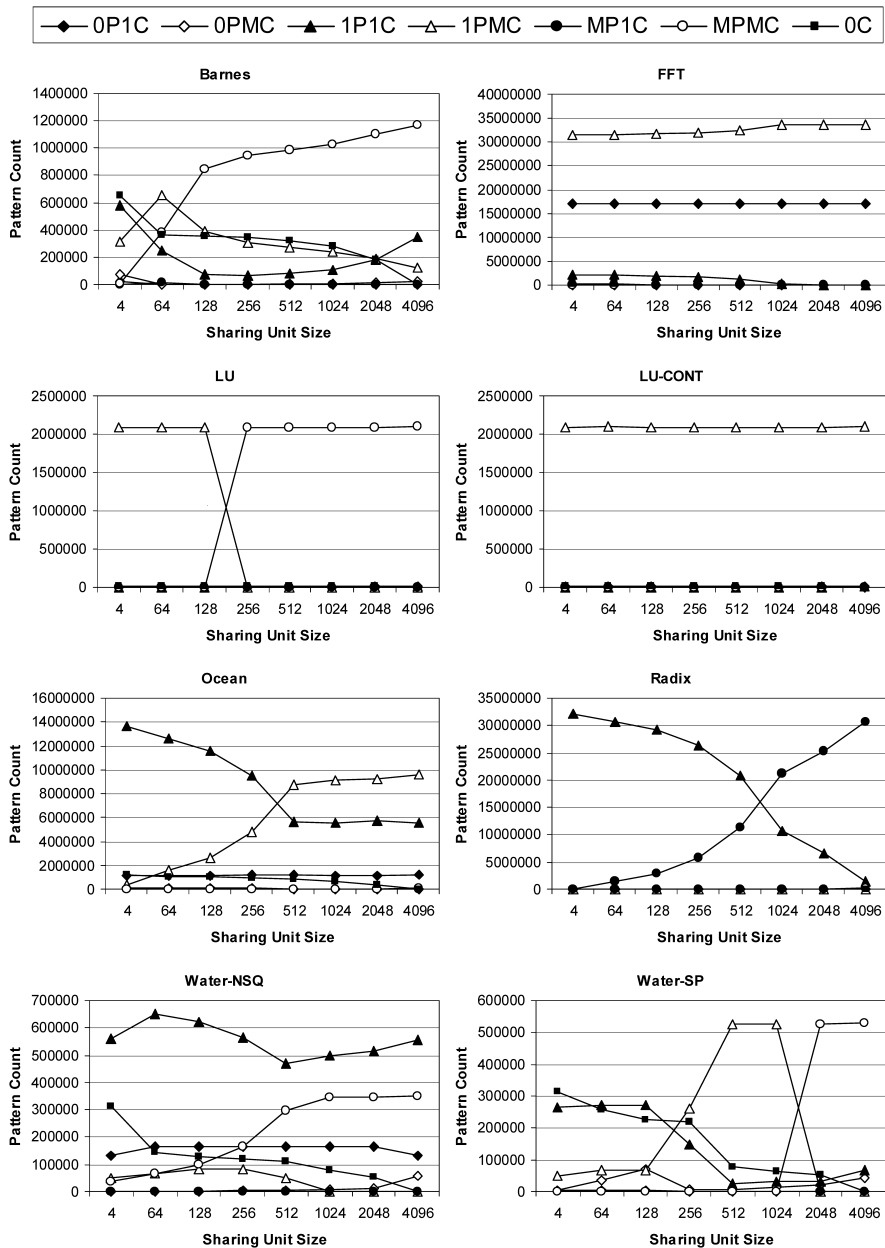 0P1C 0PMC 1P1C 1PMC MP1C MPMC 0C
Barnes
Pattern Count
1400000
1200000
1000000
800000
600000
400000
200000
0
4 64 128 256 512 1024 2048 4096
Sharing Unit Size
FFT
Pattern Count
40000000
35000000
30000000
25000000
20000000
15000000
10000000
5000000
0
4 64 128 256 512 1024 2048 4096
Sharing Unit Size
LU
Pattern Count
2500000
2000000
1500000
1000000
500000
0
4 64 128 256 512 1024 2048 4096
Sharing Unit Size
LU-CONT
Pattern Count
2500000
2000000
1500000
1000000
500000
0
4 64 128 256 512 1024 2048 4096
Sharing Unit Size
Ocean
Pattern Count
16000000
14000000
12000000
10000000
8000000
6000000
4000000
2000000
0
4 64 128 256 512 1024 2048 4096
Sharing Unit Size
Radix
Pattern Count
35000000
30000000
25000000
20000000
15000000
10000000
5000000
0
4 64 128 256 512 1024 2048 4096
Sharing Unit Size
Water-NSQ
Pattern Count
700000
600000
500000
400000
300000
200000
100000
0
4 64 128 256 512 1024 2048 4096
Sharing Unit Size
Water-SP
Pattern Count
600000
500000
400000
300000
200000
100000
0
4 64 128 256 512 1024 2048 4096
Sharing Unit Size